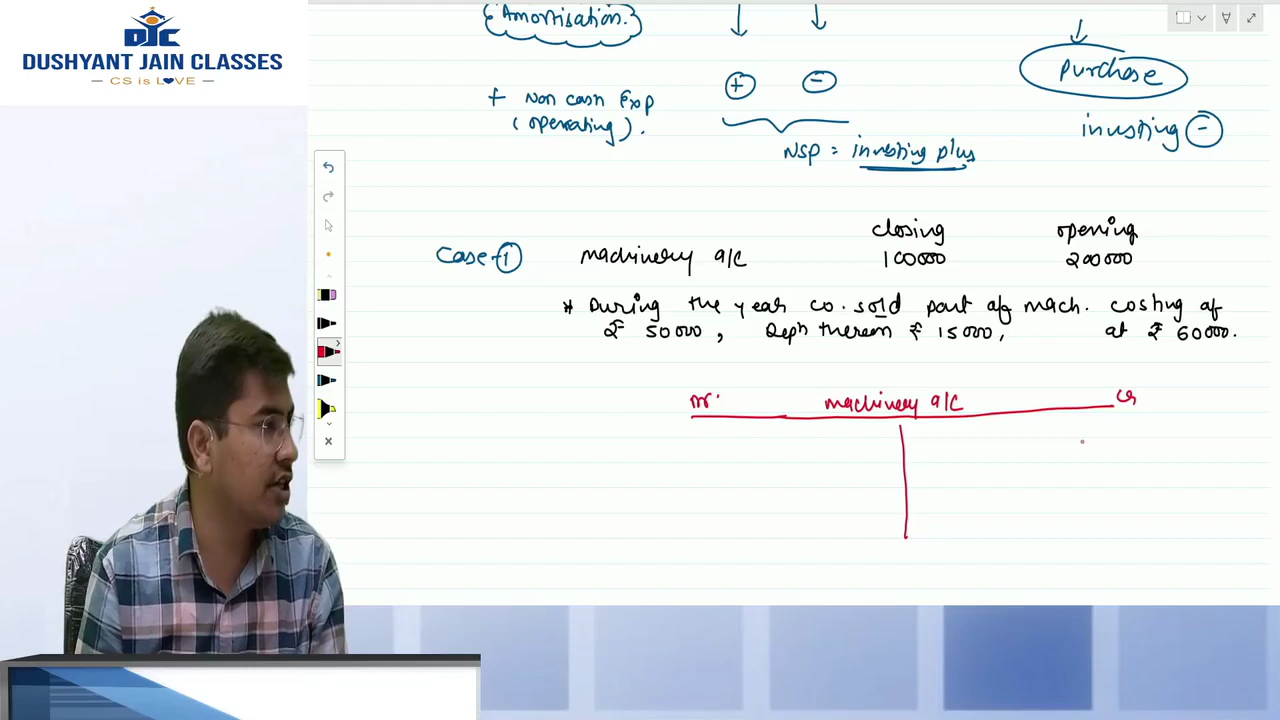 DUSHYANT JAIN CLASSES
CS is L VE
Amortisation.
+ Non cash Exp
(operating).
+ −
NSP = investing plus
Purchase
investing −
closing opening
Case-1 machinery a/c 100000 200000
* During the year co. sold part of mach. costing of
₹ 50000, Depn thereon ₹ 15000, at ₹ 60000.
Dr. machinery a/c Cr